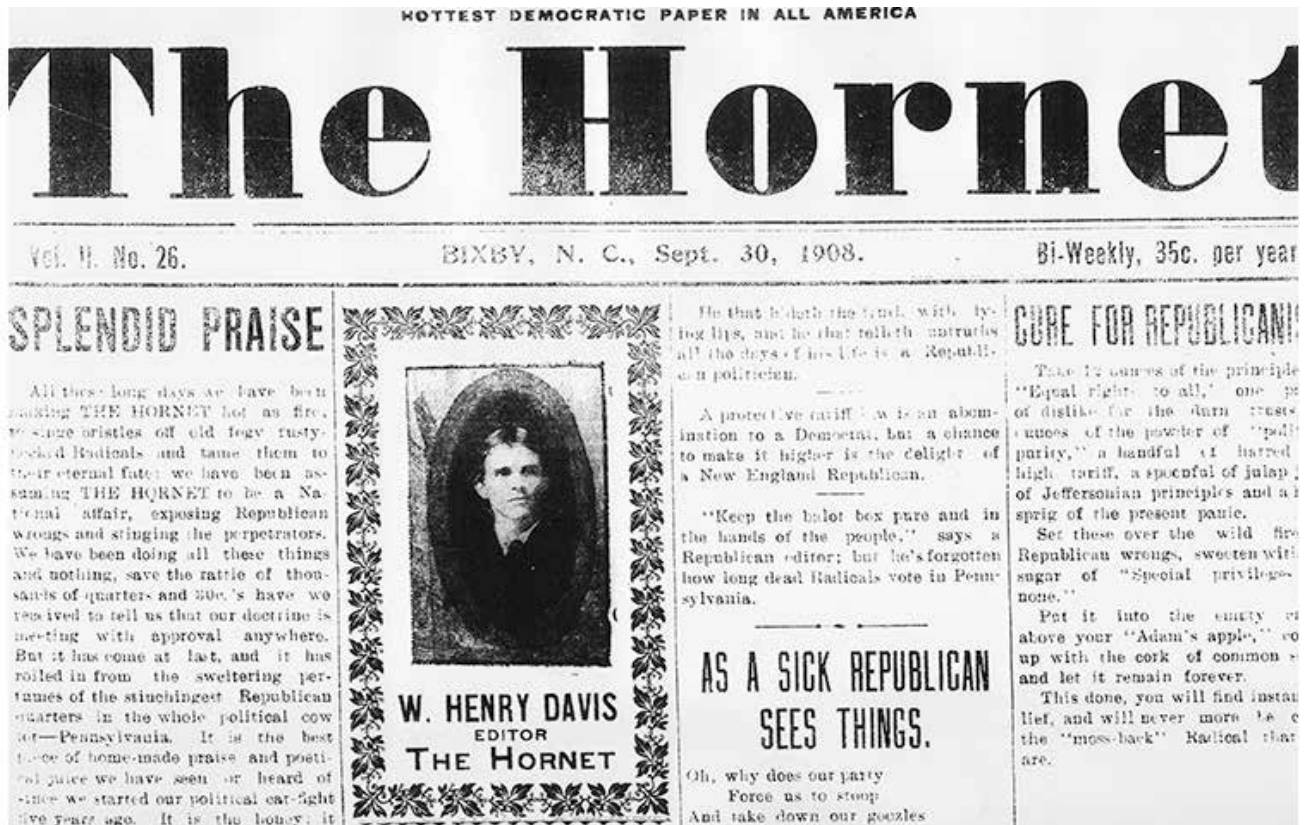 HOTTEST DEMOCRATIC PAPER IN ALL AMERICA
The Hornet
Vol. II. No. 26.
BIXBY, N. C., Sept. 30, 1908.
Bi-Weekly, 35c. per year
SPLENDID PRAISE
All these long days we have been
making THE HORNET hot as fire,
to singe bristles off old fogy rusty-
Radicals and tame them to
their eternal fate; we have been as-
suming THE HORNET to be a Na-
tional affair, exposing Republican
wrongs and stinging the perpetrators.
We have been doing all these things
and nothing, save the rattle of thou-
sands of quarters and 50c.'s have we
received to tell us that our doctrine is
meeting with approval anywhere.
But it has come at last, and it has
roiled in from the sweltering per-
fumes of the stinchingest Republican
quarters in the whole political cow
lot—Pennsylvania. It is the best
piece of home-made praise and poeti-
cal juice we have seen or heard of
since we started our political cat-fight
five years ago. It is the honey; it
W. HENRY DAVIS
EDITOR
THE HORNET
He that hideth the truth with ly-
ing lips, and he that telleth untruths
all the days of his life is a Republi-
can politician.
A protective tariff law is an abom-
ination to a Democrat, but a chance
to make it higher is the delight of
a New England Republican.
"Keep the balot box pure and in
the hands of the people," says a
Republican editor; but he's forgotten
how long dead Radicals vote in Penn-
sylvania.
AS A SICK REPUBLICAN
SEES THINGS.
Oh, why does our party
Force us to stoop
And take down our goozles
CURE FOR REPUBLICANIS
Take 12 ounces of the principle
"Equal rights to all," one
of dislike for the darn trusts
ounces of the powder of "polit
purity," a handful of hatred
high tariff, a spoonful of julap
of Jeffersonian principles and a
sprig of the present panic.
Set these over the wild fire
Republican wrongs, sweeten with
sugar of "Special privileges
none."
Put it into the empty
above your "Adam's apple," co
up with the cork of common s
and let it remain forever.
This done, you will find instan
lief, and will never more be c
the "moss-back" Radical that
are.